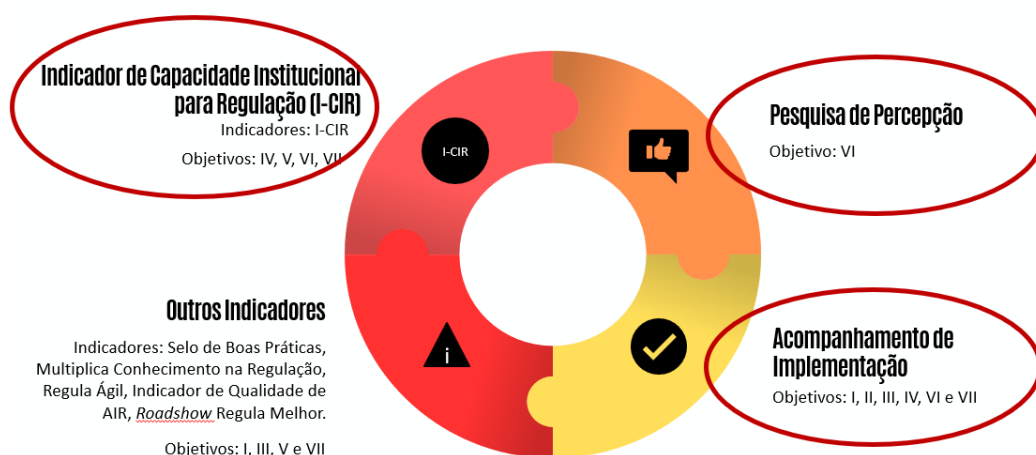 Indicador de Capacidade Institucional
para Regulação (I-CIR)
Indicadores: I-CIR
Objetivos: IV, V, VI, VII
I-CIR
Pesquisa de Percepção
Objetivo: VI
Outros Indicadores
Indicadores: Selo de Boas Práticas,
Multiplica Conhecimento na Regulação,
Regula Ágil, Indicador de Qualidade de
AIR, Roadshow Regula Melhor.
Objetivos: I, III, V e VII
i
Acompanhamento de
Implementação
Objetivos: I, II, III, IV, VI e VII